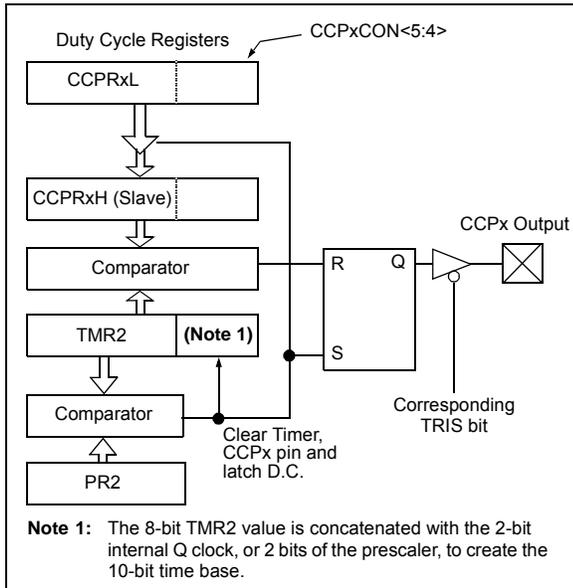 Duty Cycle Registers
CCPxCON<5:4>
CCPRxL
CCPRxH (Slave)
CCPx Output
Comparator
R
Q
TMR2
(Note 1)
S
Comparator
Corresponding
TRIS bit
Clear Timer,
CCPx pin and
latch D.C.
PR2
Note 1: The 8-bit TMR2 value is concatenated with the 2-bit
internal Q clock, or 2 bits of the prescaler, to create the
10-bit time base.